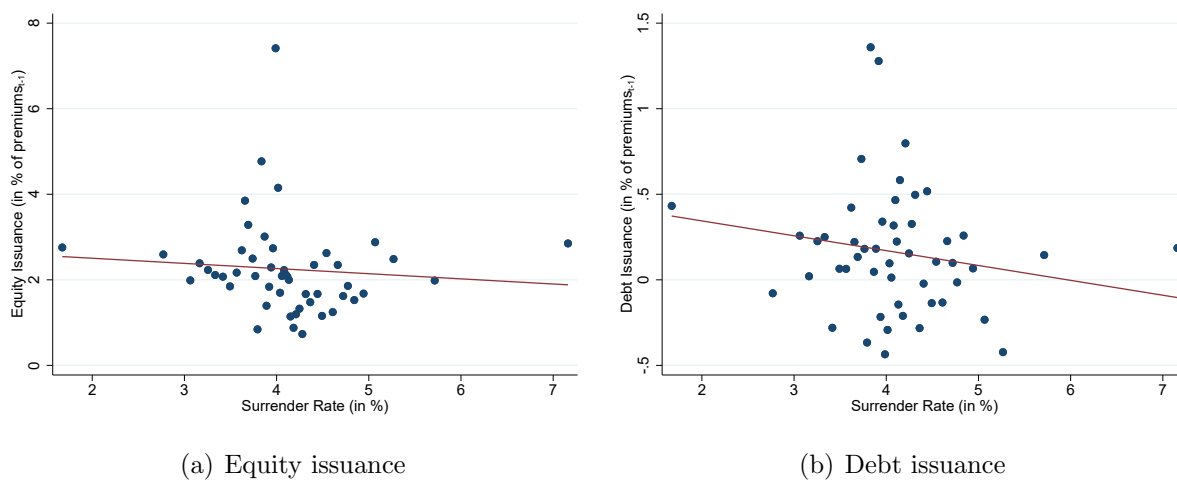 Equity Issuance (in % of premiums_{t-1})
8
6
4
2
0
2 3 4 5 6 7
Surrender Rate (in %)
(a) Equity issuance
Debt Issuance (in % of premiums_{t-1})
1.5
1
.5
0
-.5
2 3 4 5 6 7
Surrender Rate (in %)
(b) Debt issuance